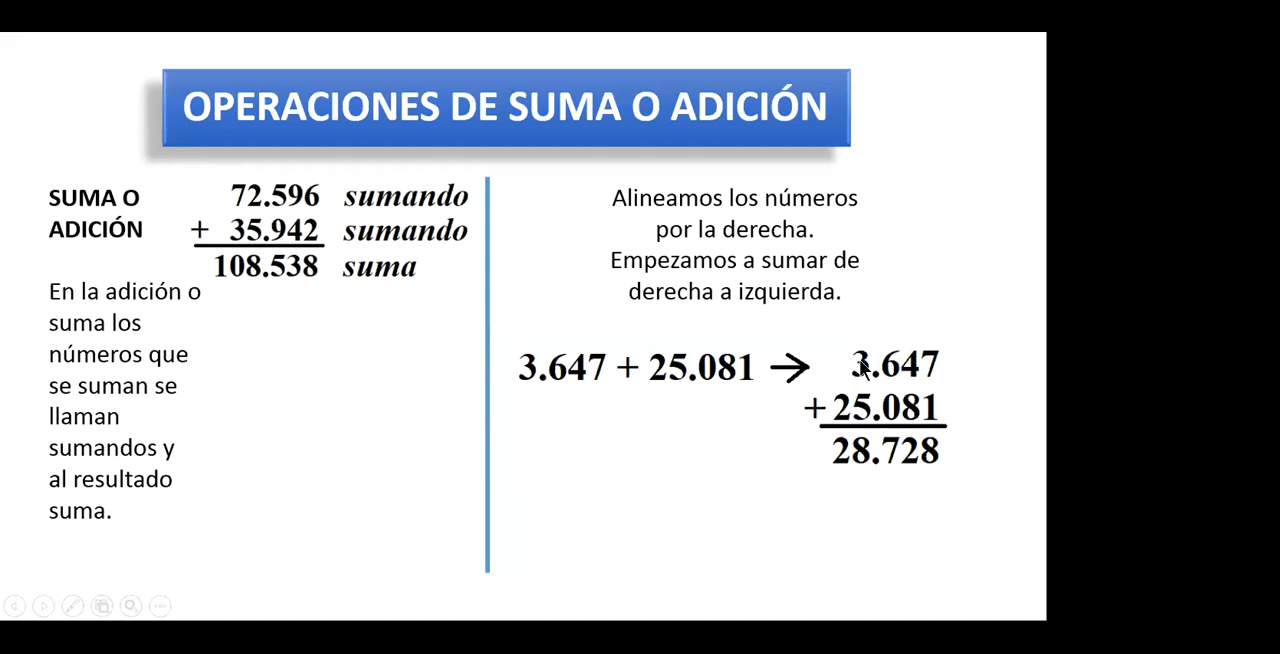 OPERACIONES DE SUMA O ADICIÓN
SUMA O
ADICIÓN
72.596 sumando
+ 35.942 sumando
108.538 suma
En la adición o
suma los
números que
se suman se
llaman
sumandos y
al resultado
suma.
Alineamos los números
por la derecha.
Empezamos a sumar de
derecha a izquierda.
3.647 + 25.081 → 3.647
+ 25.081
28.728